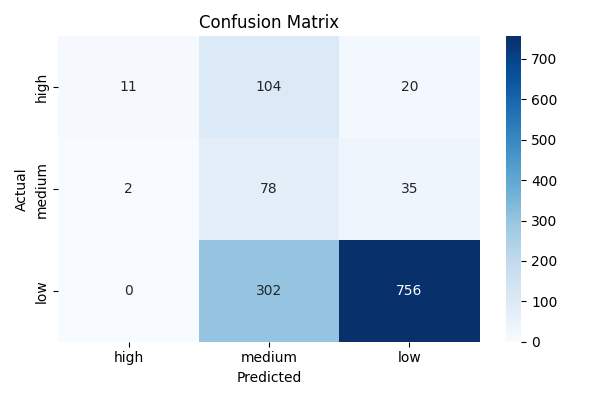 Confusion Matrix
Actual
high
medium
low
11 104 20
2 78 35
0 302 756
high medium low
Predicted
700
600
500
400
300
200
100
0